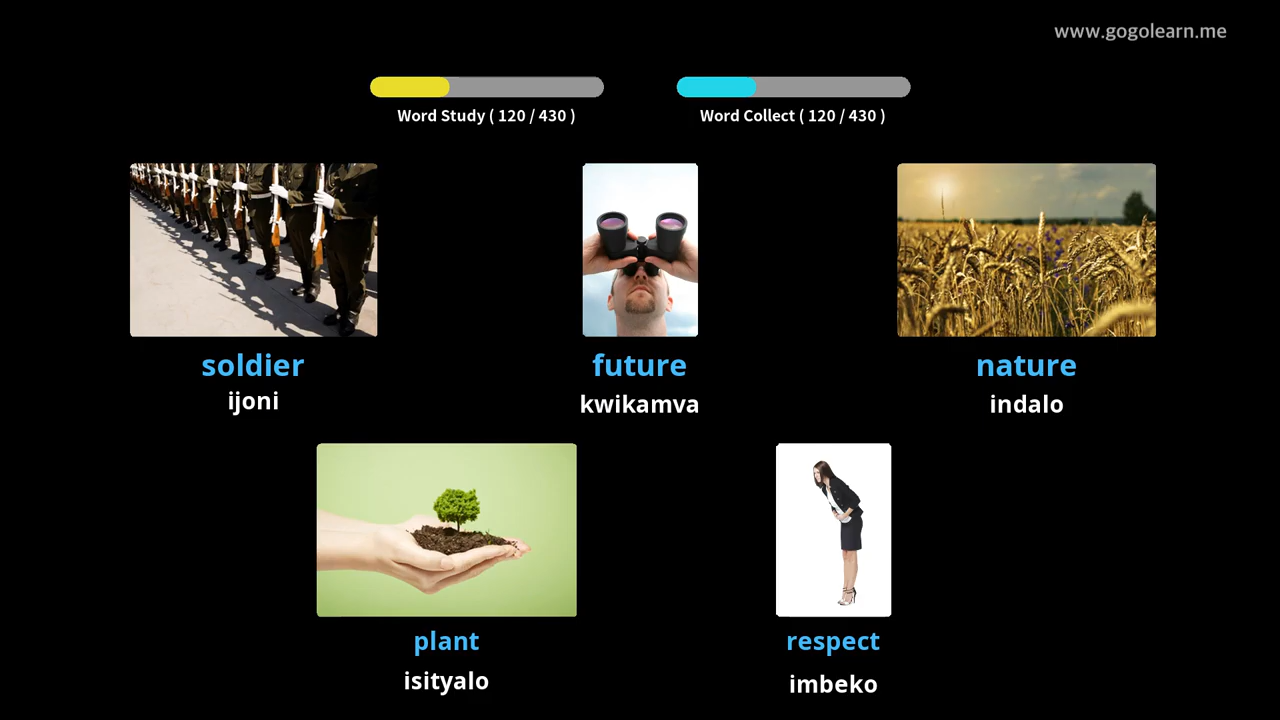 www.gogolearn.me
Word Study ( 120 / 430 )
Word Collect ( 120 / 430 )
soldier
ijoni
future
kwikamva
nature
indalo
plant
isityalo
respect
imbeko